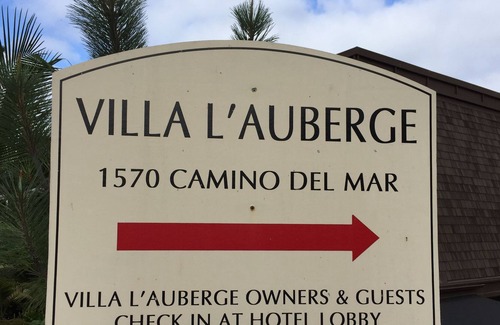 VILLA L'AUBERGE
1570 CAMINO DEL MAR
VILLA L'AUBERGE OWNERS & GUESTS
CHECK IN AT HOTEL LOBBY